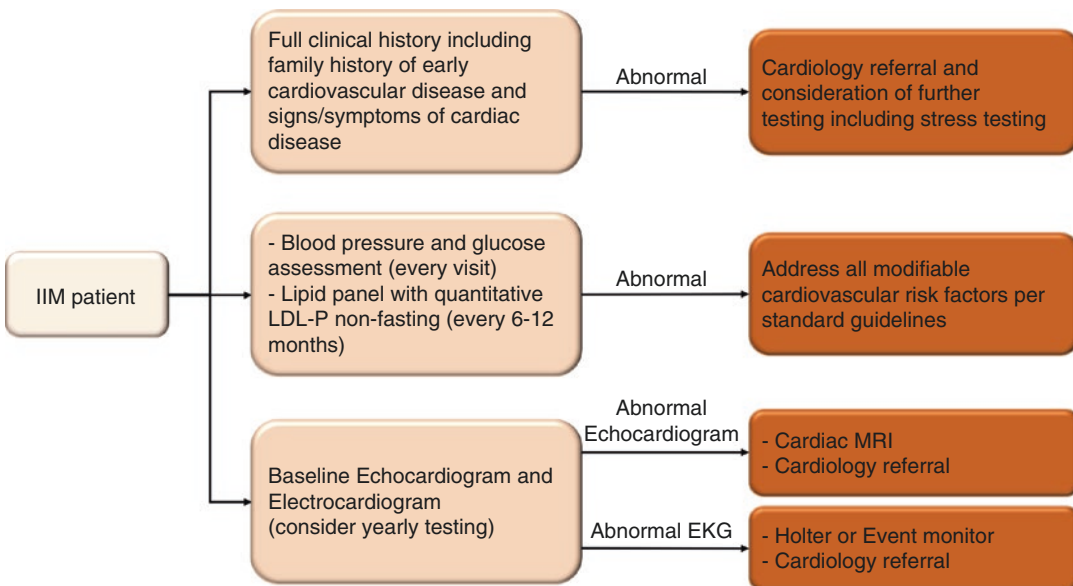 IIM patient
Full clinical history including
family history of early
cardiovascular disease and
signs/symptoms of cardiac
disease
Abnormal
Cardiology referral and
consideration of further
testing including stress testing
- Blood pressure and glucose
assessment (every visit)
- Lipid panel with quantitative
LDL-P non-fasting (every 6-12
months)
Abnormal
Address all modifiable
cardiovascular risk factors per
standard guidelines
Baseline Echocardiogram and
Electrocardiogram
(consider yearly testing)
Abnormal
Echocardiogram
- Cardiac MRI
- Cardiology referral
Abnormal EKG
- Holter or Event monitor
- Cardiology referral